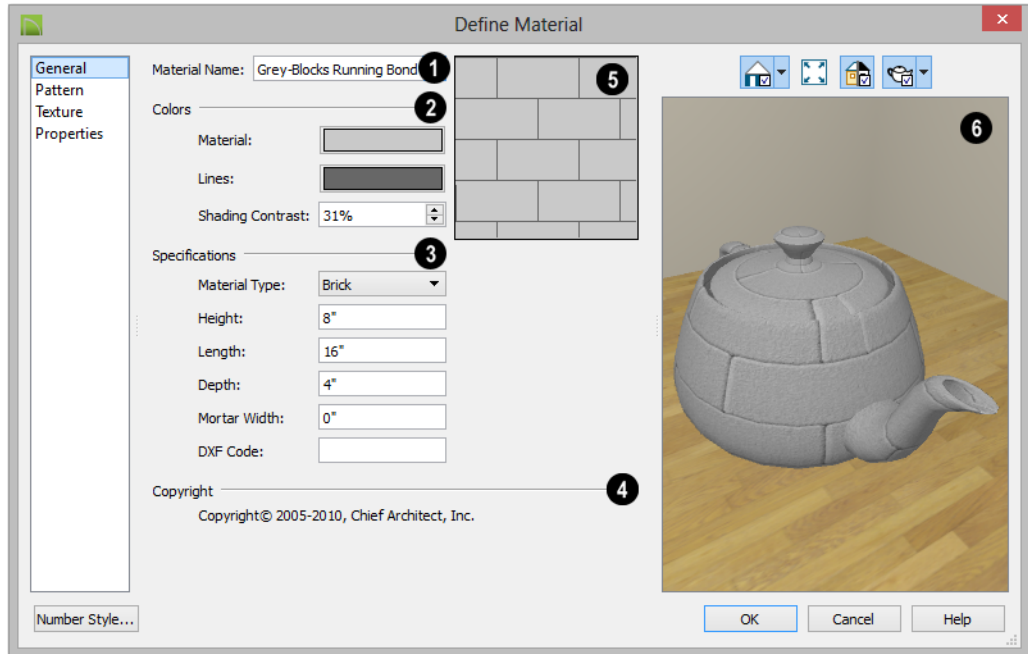 Define Material
General
Pattern
Texture
Properties
Material Name: Grey-Blocks Running Bond 1
Colors 2
Material:
Lines:
Shading Contrast: 31%
Specifications 3
Material Type: Brick
Height: 8"
Length: 16"
Depth: 4"
Mortar Width: 0"
DXF Code:
Copyright 4
Copyright© 2005-2010, Chief Architect, Inc.
5
6
Number Style...
OK Cancel Help